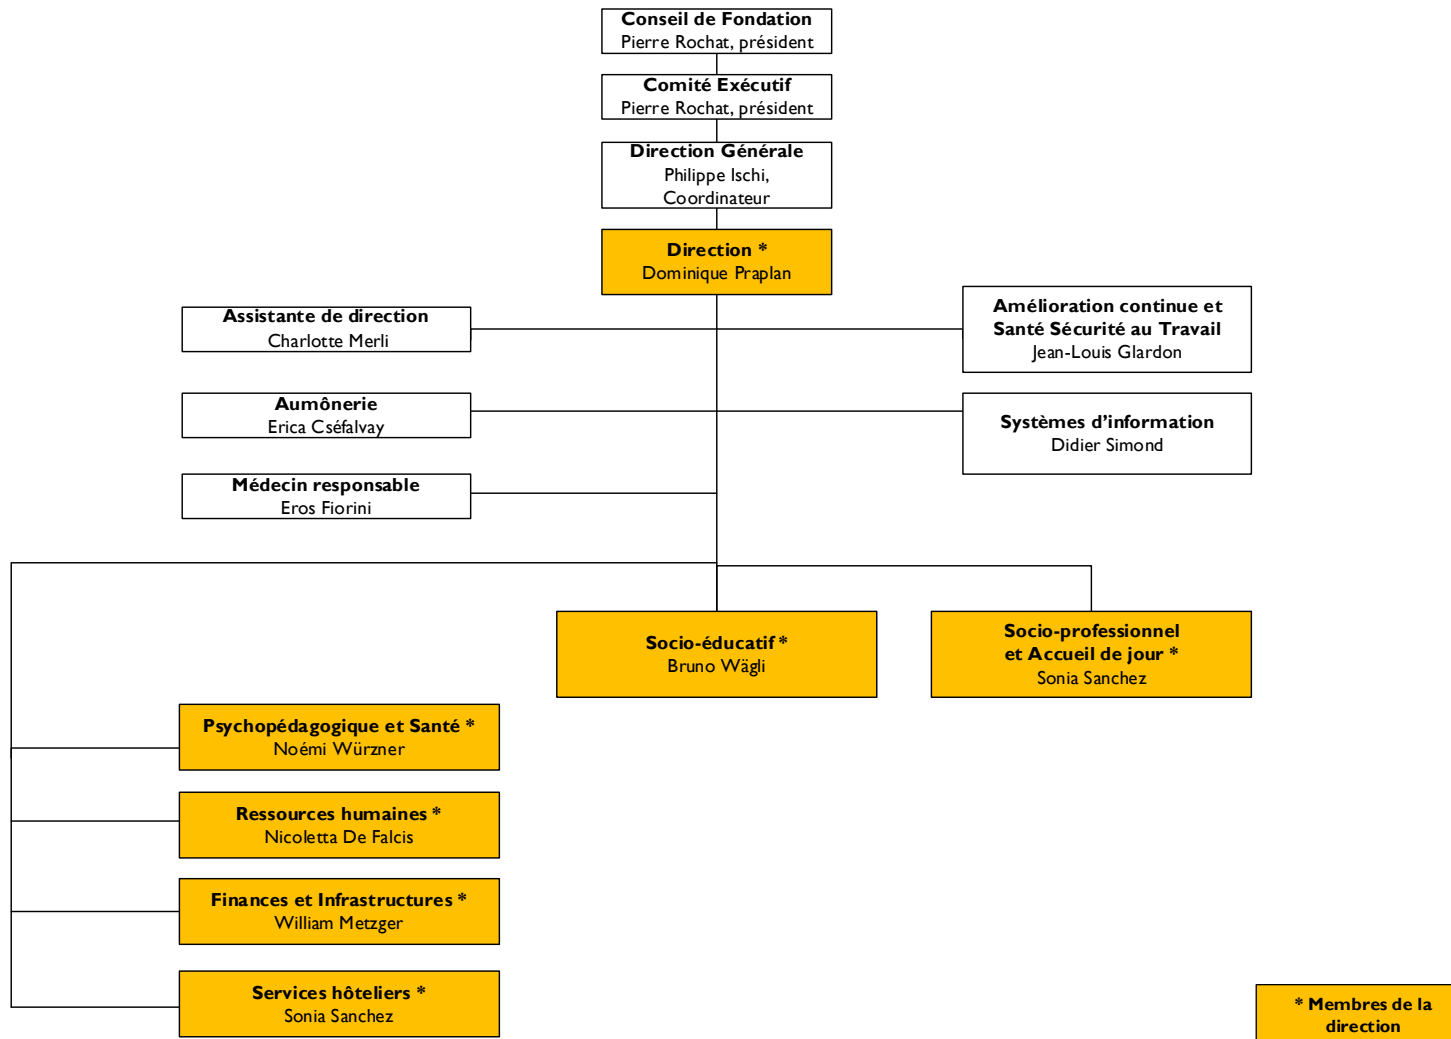 Conseil de Fondation
Pierre Rochat, président
Comité Exécutif
Pierre Rochat, président
Direction Générale
Philippe Ischi,
Coordinateur
Direction *
Dominique Praplan
Assistante de direction
Charlotte Merli
Amélioration continue et
Santé Sécurité au Travail
Jean-Louis Glardon
Aumônerie
Erica Cséfalvay
Systèmes d'information
Didier Simond
Médecin responsable
Eros Fiorini
Socio-éducatif *
Bruno Wägli
Socio-professionnel
et Accueil de jour *
Sonia Sanchez
Psychopédagogique et Santé *
Noémi Würzner
Ressources humaines *
Nicoletta De Falcis
Finances et Infrastructures *
William Metzger
Services hôteliers *
Sonia Sanchez
* Membres de la
direction